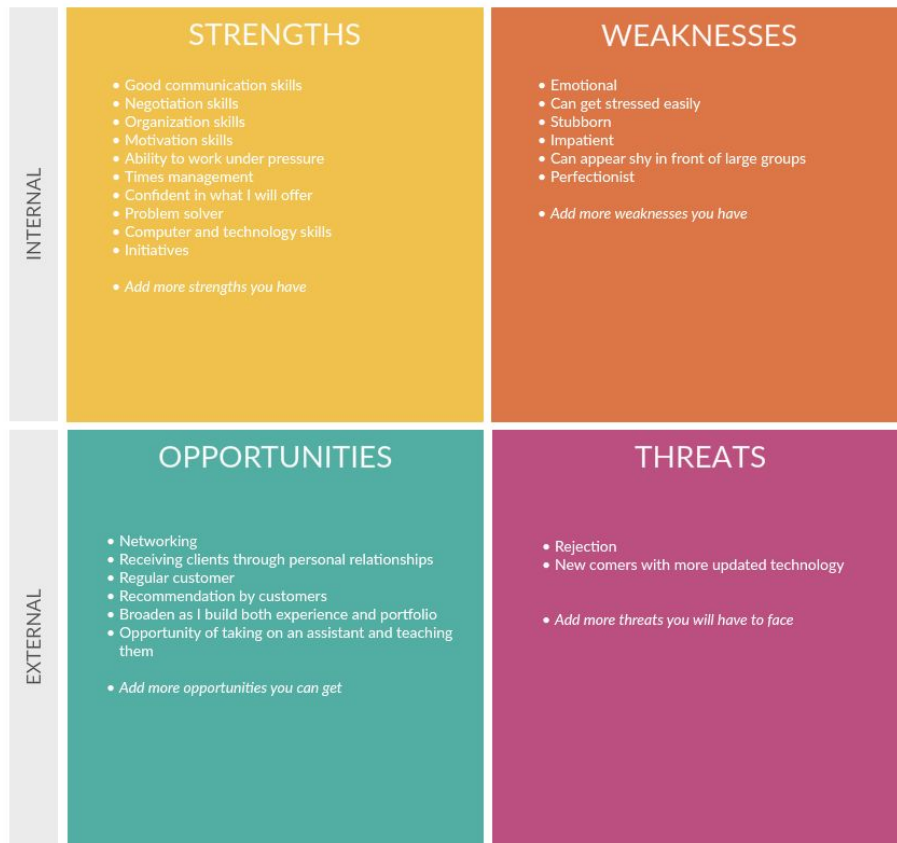 INTERNAL
STRENGTHS
• Good communication skills
• Negotiation skills
• Organization skills
• Motivation skills
• Ability to work under pressure
• Times management
• Confident in what I will offer
• Problem solver
• Computer and technology skills
• Initiatives
• Add more strengths you have
WEAKNESSES
• Emotional
• Can get stressed easily
• Stubborn
• Impatient
• Can appear shy in front of large groups
• Perfectionist
• Add more weaknesses you have
EXTERNAL
OPPORTUNITIES
• Networking
• Receiving clients through personal relationships
• Regular customer
• Recommendation by customers
• Broaden as I build both experience and portfolio
• Opportunity of taking on an assistant and teaching
them
• Add more opportunities you can get
THREATS
• Rejection
• New comers with more updated technology
• Add more threats you will have to face